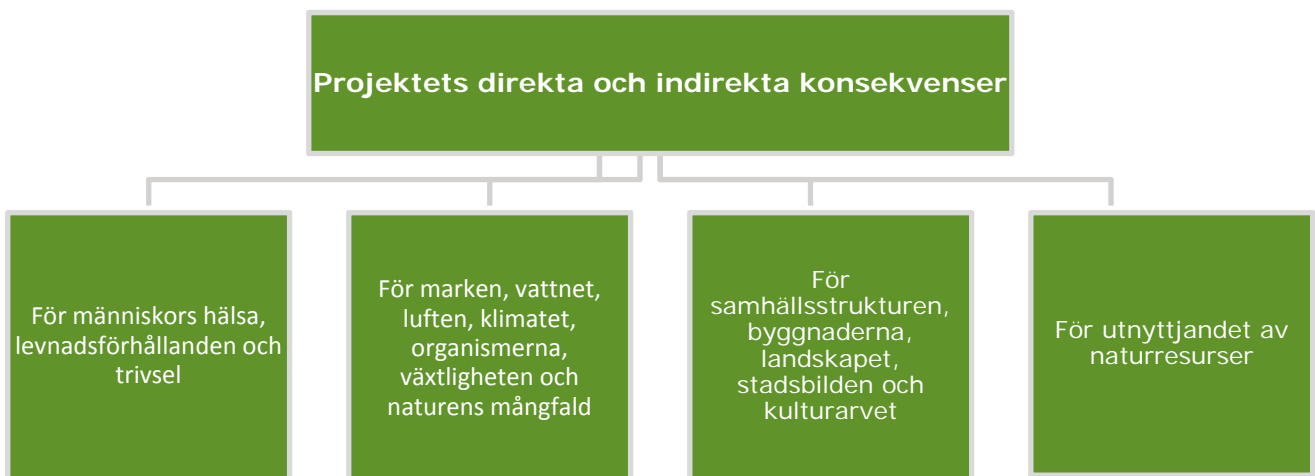 Projektets direkta och indirekta konsekvenser
För människors hälsa,
levnadsförhållanden och
trivsel
För marken, vattnet,
luften, klimatet,
organismerna,
växtligheten och
naturens mångfald
För
samhällsstrukturen,
byggnaderna,
landskapet,
stadsbilden och
kulturarvet
För utnyttjandet av
naturresurser